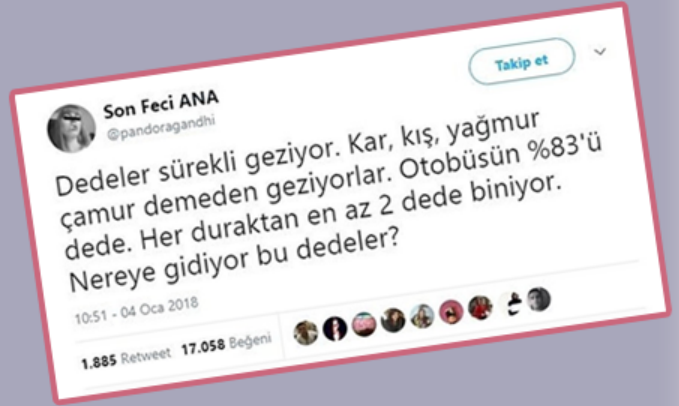 Son Feci ANA
@pandoragandhi
Takip et
Dedeler sürekli geziyor. Kar, kış, yağmur
çamur demeden geziyorlar. Otobüsün %83'ü
dede. Her duraktan en az 2 dede biniyor.
Nereye gidiyor bu dedeler?
10:51 - 04 Oca 2018
1.885 Retweet 17.058 Beğeni